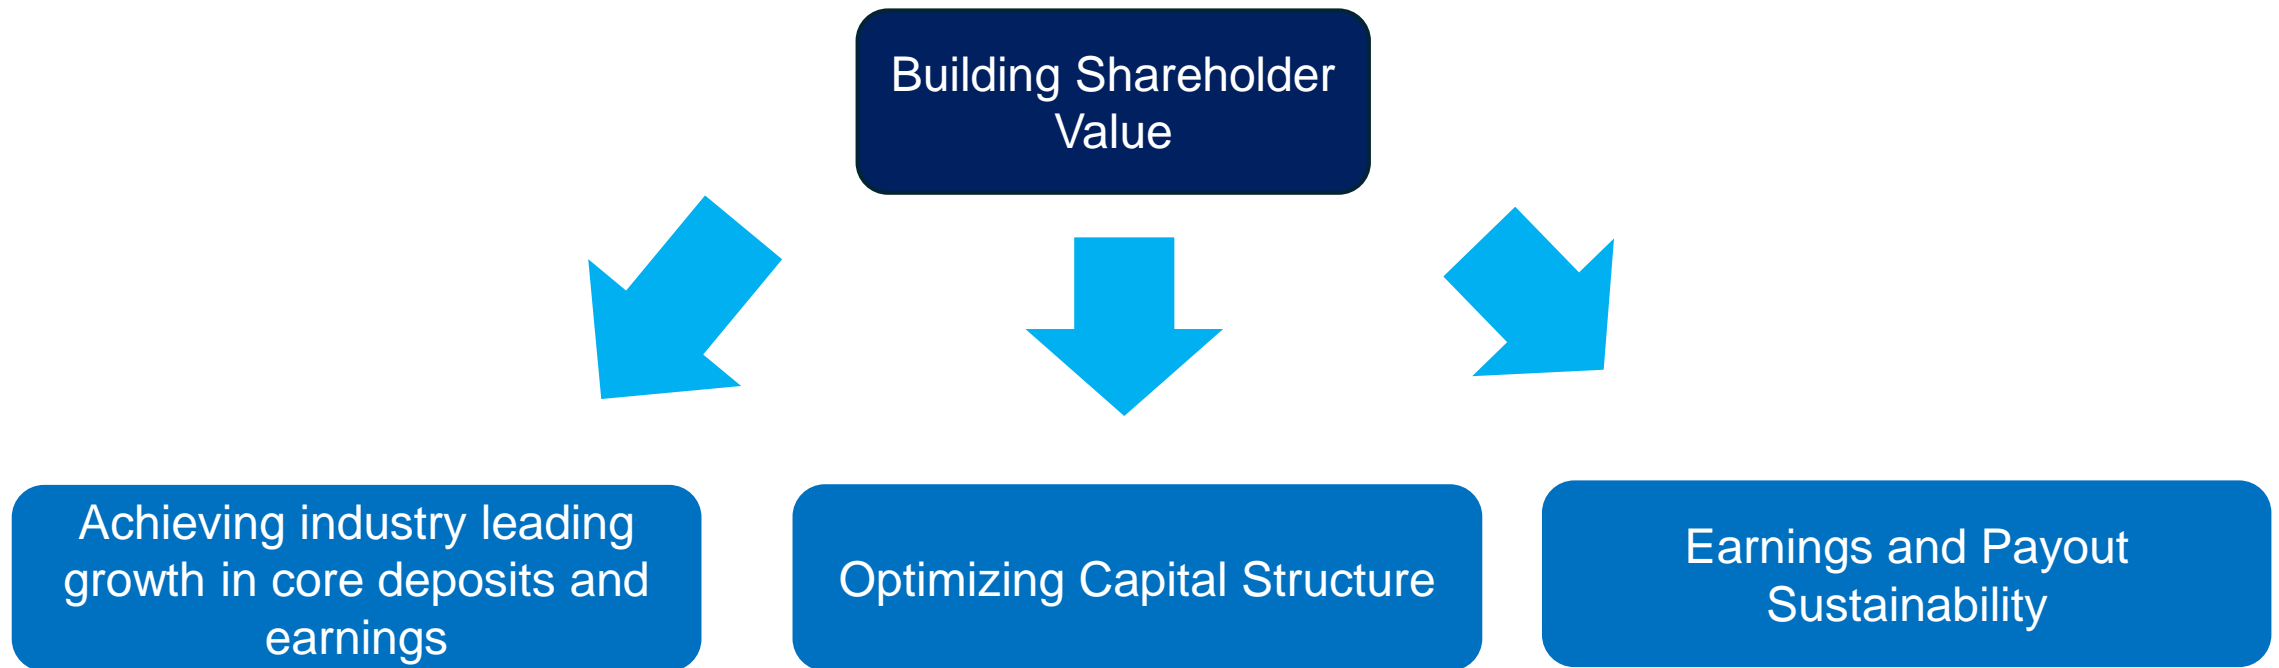 Building Shareholder
Value
Achieving industry leading
growth in core deposits and
earnings
Optimizing Capital Structure
Earnings and Payout
Sustainability